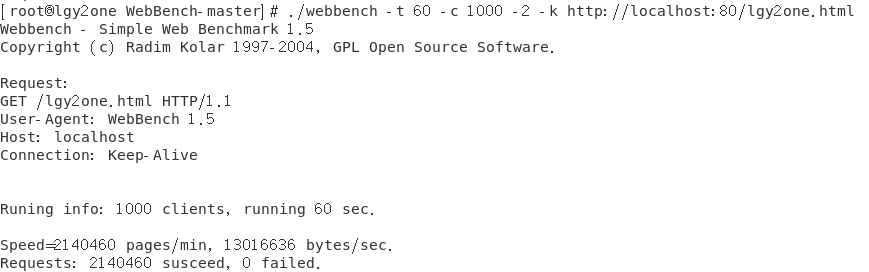 [root@lgy2one WebBench-master]# ./webbench -t 60 -c 1000 -2 -k http://localhost:80/lgy2one.html
Webbench - Simple Web Benchmark 1.5
Copyright (c) Radim Kolar 1997-2004, GPL Open Source Software.
Request:
GET /lgy2one.html HTTP/1.1
User-Agent: WebBench 1.5
Host: localhost
Connection: Keep-Alive
Runing info: 1000 clients, running 60 sec.
Speed=2140460 pages/min, 13016636 bytes/sec.
Requests: 2140460 susceed, 0 failed.